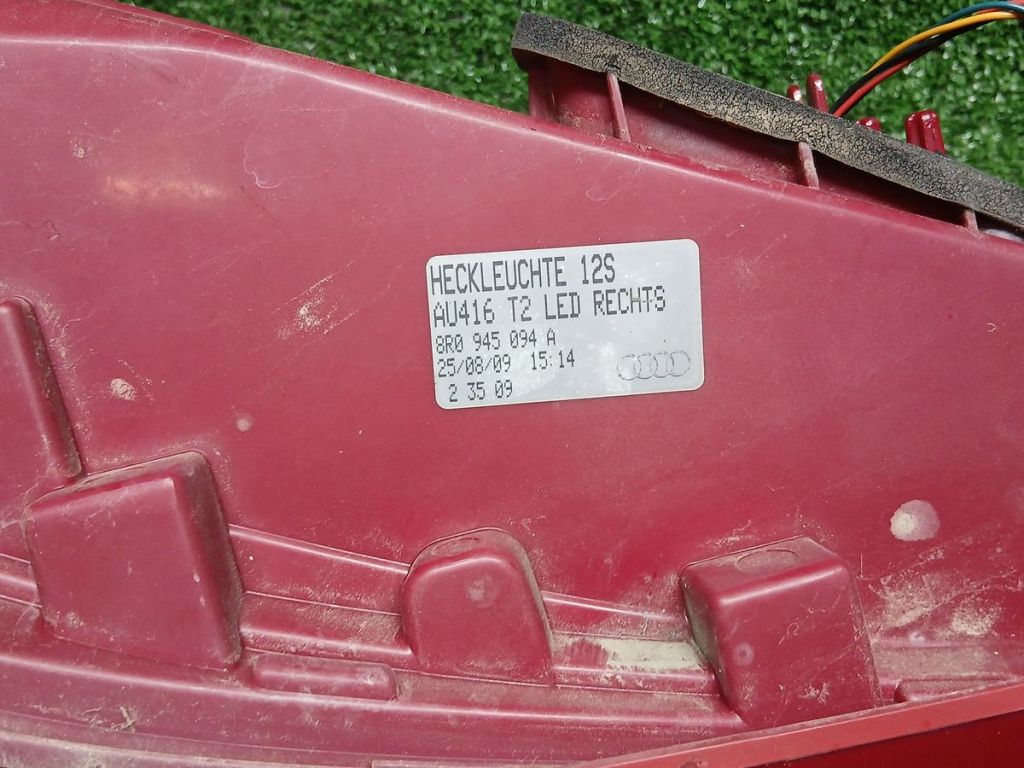 HECKLEUCHTE 12S
AU416 T2 LED RECHTS
8R0 945 094 A
25/08/09 15:14
2 35 09